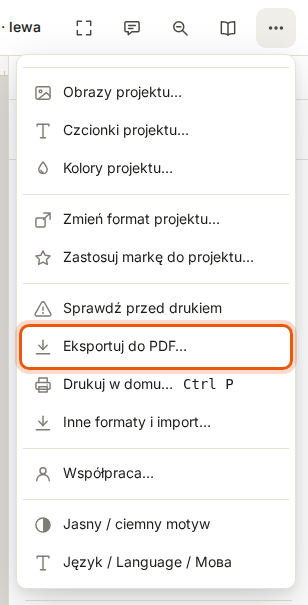 · lewa
Obrazy projektu...
Czcionki projektu...
Kolory projektu...
Zmień format projektu...
Zastosuj markę do projektu...
Sprawdź przed drukiem
Eksportuj do PDF...
Drukuj w domu... Ctrl P
Inne formaty i import...
Współpraca...
Jasny / ciemny motyw
Język / Language / Мова